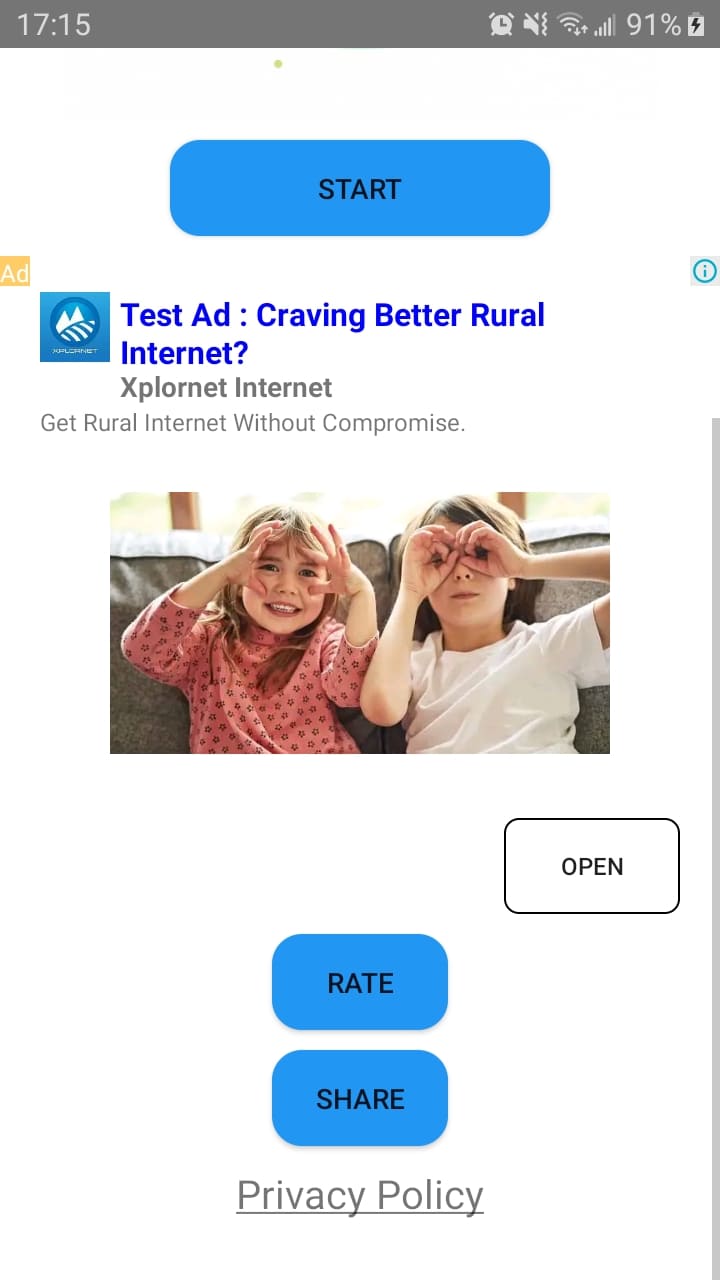 17:15
91%
START
Ad
Test Ad : Craving Better Rural
Internet?
XPLORNET
Xplornet Internet
Get Rural Internet Without Compromise.
OPEN
RATE
SHARE
Privacy Policy